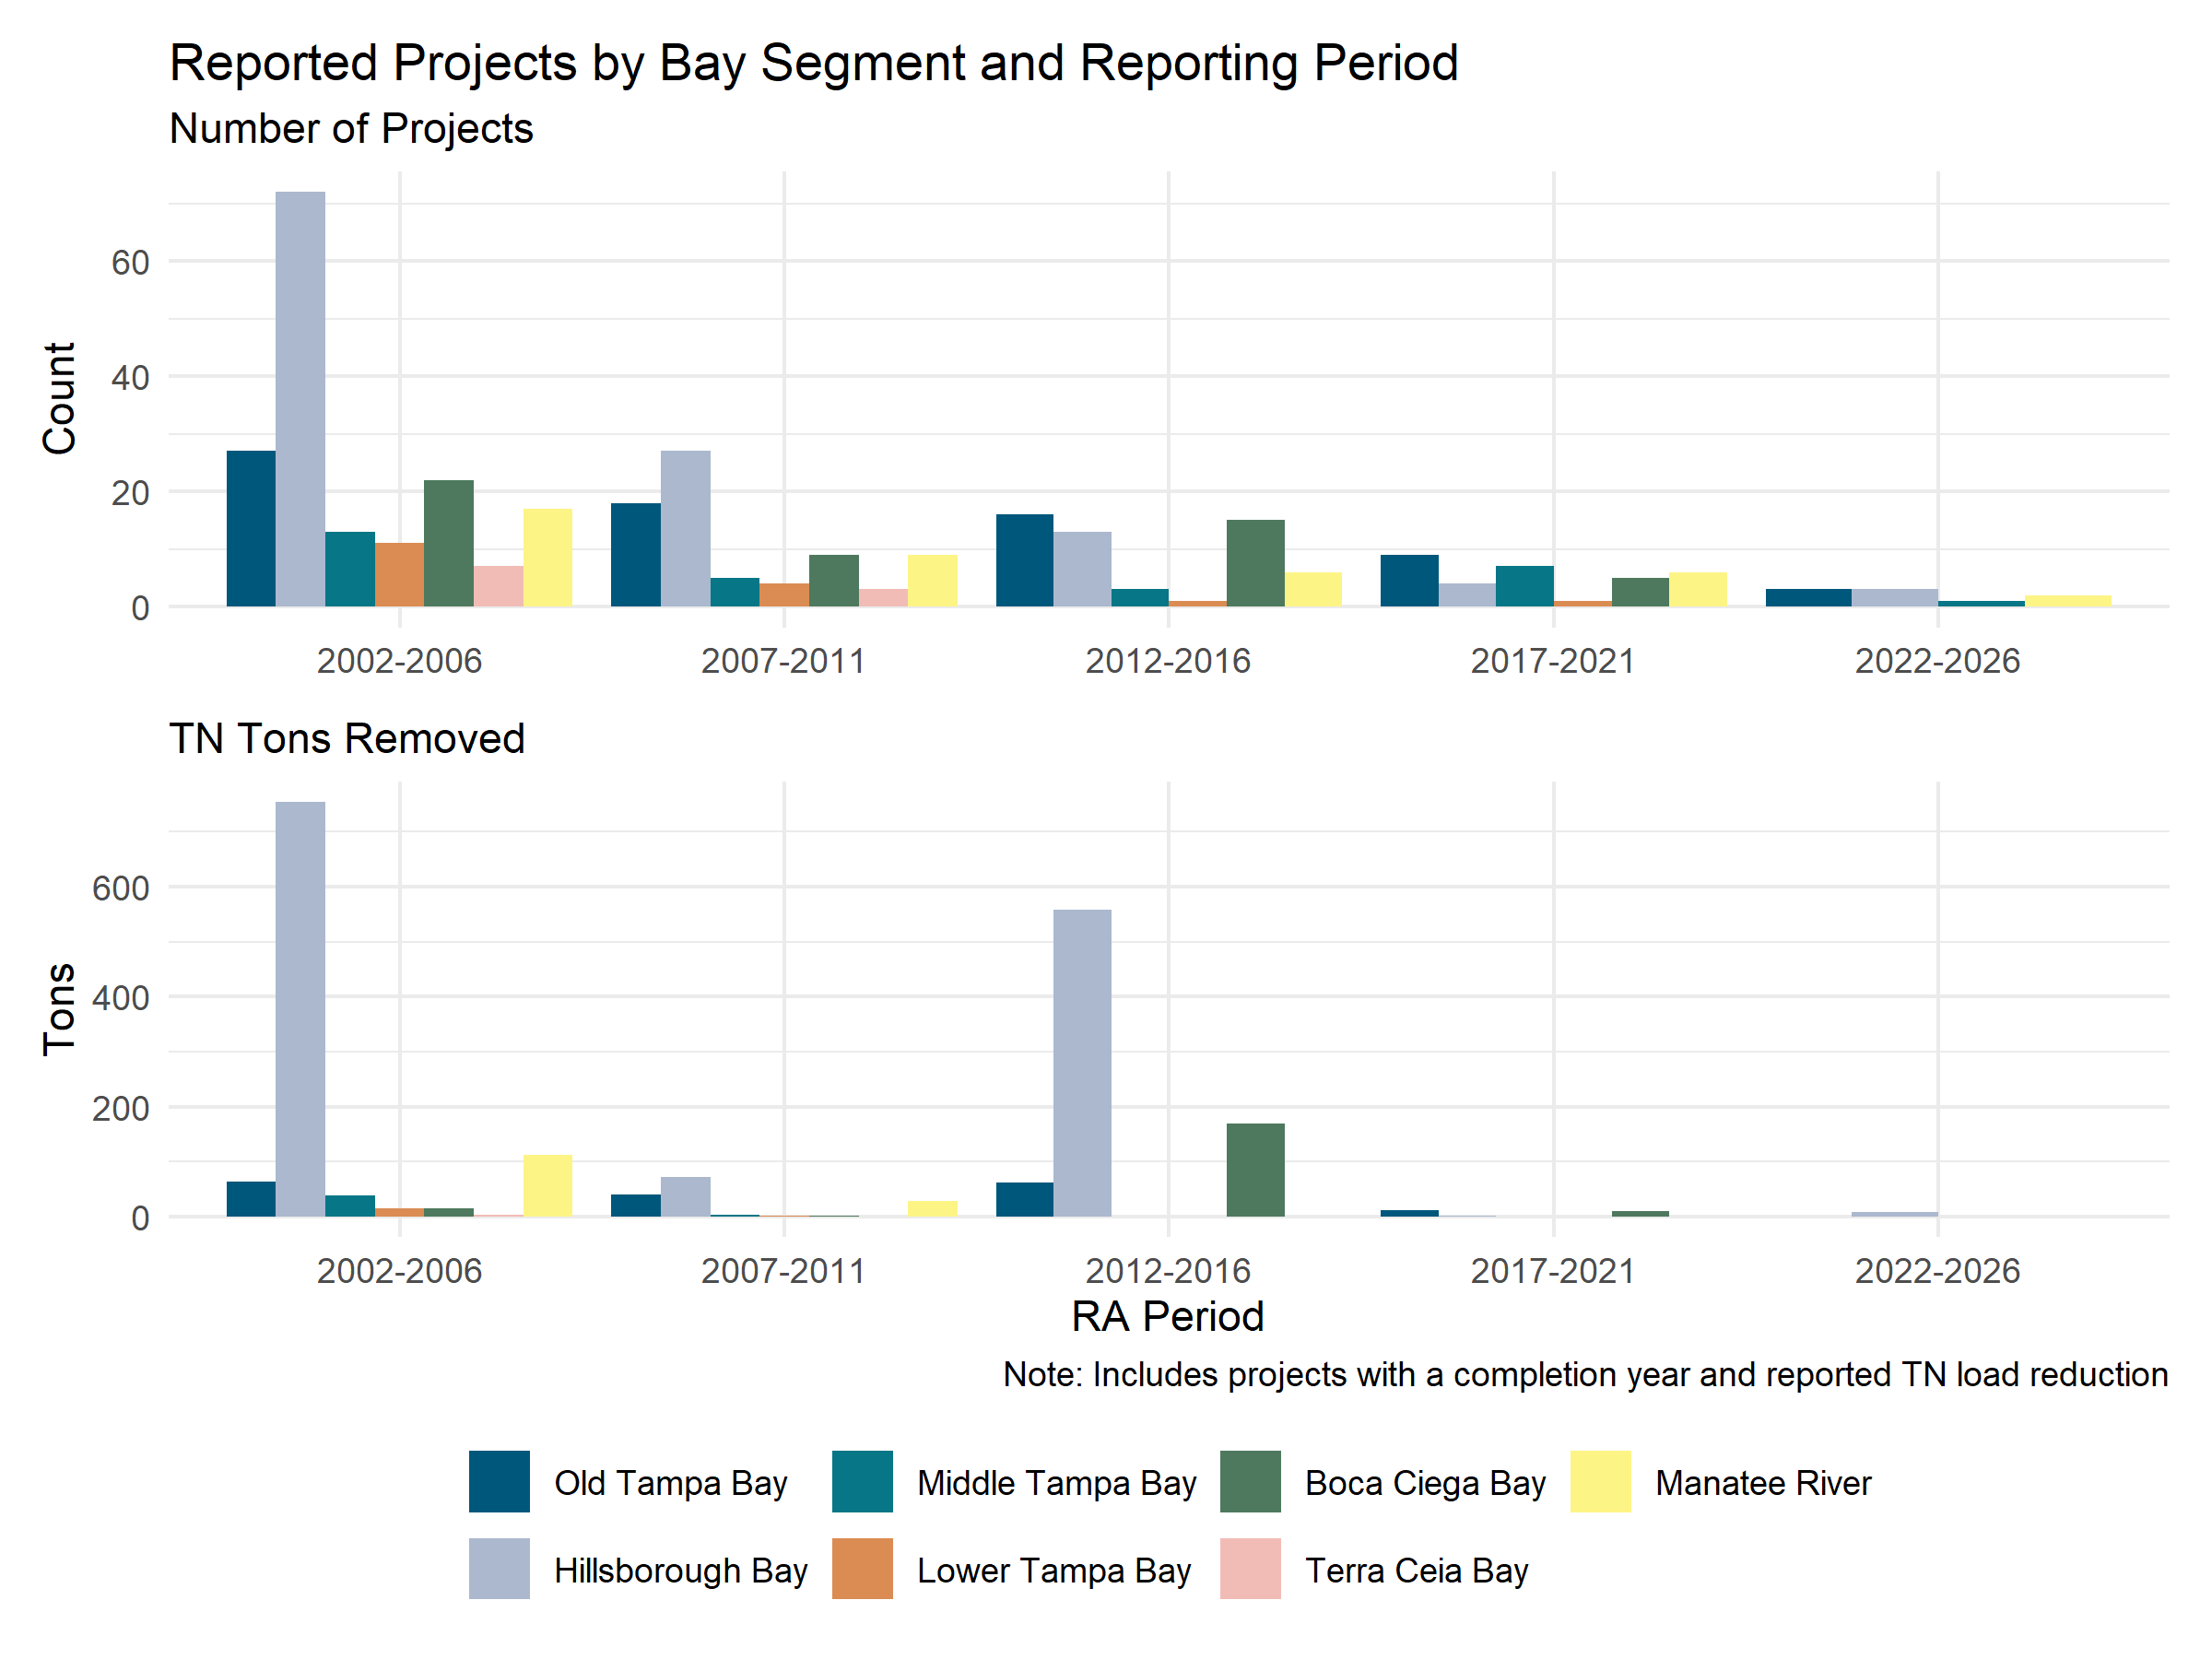 Reported Projects by Bay Segment and Reporting Period
Number of Projects
Count
60
40
20
0
2002-2006 2007-2011 2012-2016 2017-2021 2022-2026
TN Tons Removed
Tons
600
400
200
0
2002-2006 2007-2011 2012-2016 2017-2021 2022-2026
RA Period
Note: Includes projects with a completion year and reported TN load reduction
Old Tampa Bay Middle Tampa Bay Boca Ciega Bay Manatee River
Hillsborough Bay Lower Tampa Bay Terra Ceia Bay